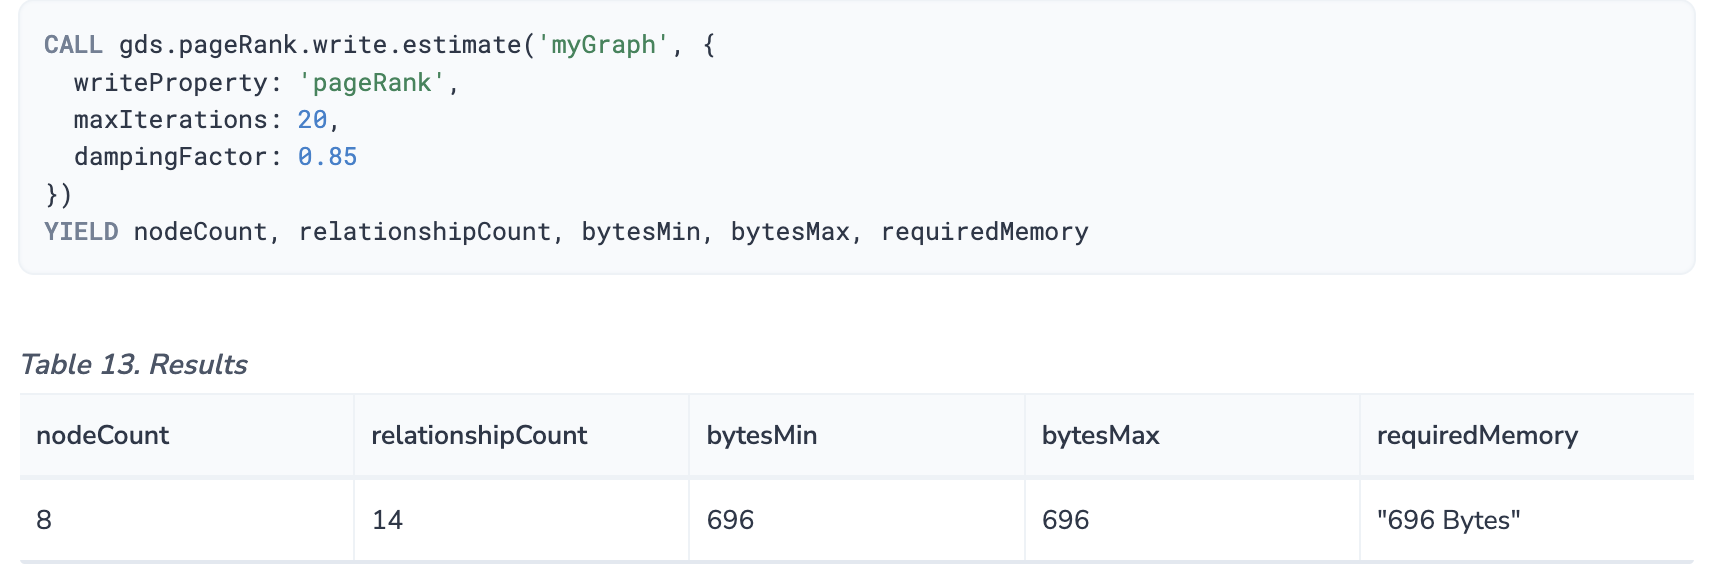 CALL gds.pageRank.write.estimate('myGraph', {
  writeProperty: 'pageRank',
  maxIterations: 20,
  dampingFactor: 0.85
})
YIELD nodeCount, relationshipCount, bytesMin, bytesMax, requiredMemory
Table 13. Results
nodeCount relationshipCount bytesMin bytesMax requiredMemory
8 14 696 696 "696 Bytes"